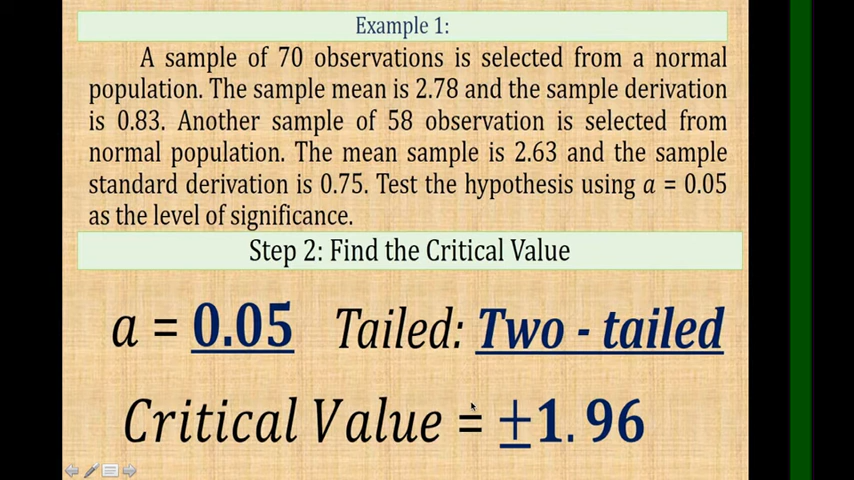 Example 1:
A sample of 70 observations is selected from a normal
population. The sample mean is 2.78 and the sample derivation
is 0.83. Another sample of 58 observation is selected from
normal population. The mean sample is 2.63 and the sample
standard derivation is 0.75. Test the hypothesis using a = 0.05
as the level of significance.
Step 2: Find the Critical Value
a = 0.05 Tailed: Two - tailed
Critical Value = ±1.96